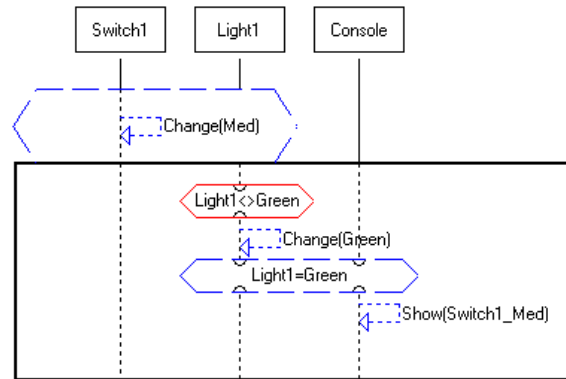 Switch1 Light1 Console
Change(Med)
Light1<>Green
Change(Green)
Light1=Green
Show(Switch1_Med)